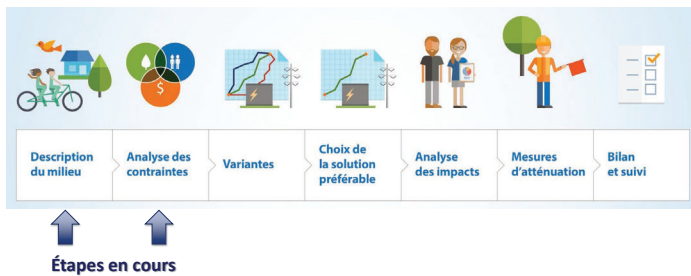 $
Description
du milieu
Analyse des
contraintes
Variantes
Choix de
la solution
préférable
Analyse
des impacts
Mesures
d'atténuation
Bilan
et suivi
Étapes en cours